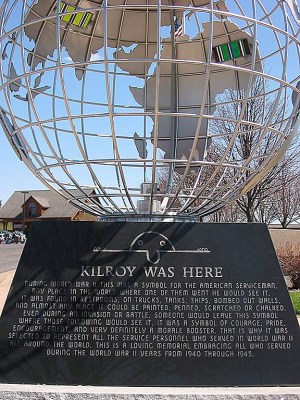 KILROY WAS HERE
DURING WORLD WAR II THIS WAS A SYMBOL FOR THE AMERICAN SERVICEMAN,
ANY PLACE IN THE WORLD WHERE ONE OF THEM WENT HE WOULD SEE IT.
IT WAS FOUND IN RESTROOMS, ON TRUCKS, TANKS, SHIPS, BOMBED OUT WALLS,
AND ALMOST ANY PLACE IT COULD BE PAINTED, PENNED, SCRATCHED OR CHALKED.
EVEN DURING AN INVASION OR BATTLE, SOMEONE WOULD LEAVE THIS SYMBOL
WHERE THOSE FOLLOWING WOULD SEE IT. IT WAS A SYMBOL OF COURAGE, PRIDE,
ENCOURAGEMENT, AND VERY DEFINITELY A MORALE BOOSTER. THAT IS WHY IT WAS
SELECTED TO REPRESENT ALL THE SERVICE PERSONNEL WHO SERVED IN WORLD WAR II
ALL AROUND THE WORLD. THIS IS A LOVING MEMORIAL EMBRACING ALL WHO SERVED
DURING THE WORLD WAR II YEARS FROM 1940 THROUGH 1945.